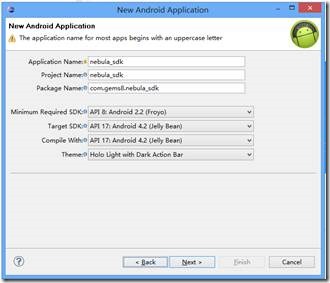 New Android Application
New Android Application
The application name for most apps begins with an uppercase letter
Application Name: nebula_sdk
Project Name: nebula_sdk
Package Name: com.gems8.nebula_sdk
Minimum Required SDK: API 8: Android 2.2 (Froyo)
Target SDK: API 17: Android 4.2 (Jelly Bean)
Compile With: API 17: Android 4.2 (Jelly Bean)
Theme: Holo Light with Dark Action Bar
? < Back Next > Finish Cancel